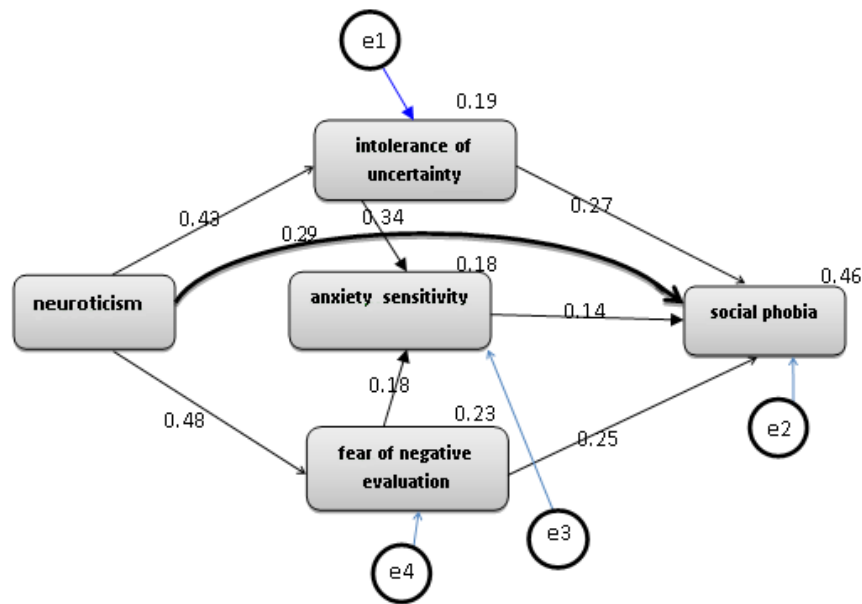 e1
0.19
intolerance of
uncertainty
0.43
0.34
0.27
0.29
0.18
0.46
neuroticism
anxiety sensitivity
0.14
social phobia
0.18
0.48
0.23
0.25
fear of negative
evaluation
e2
e3
e4